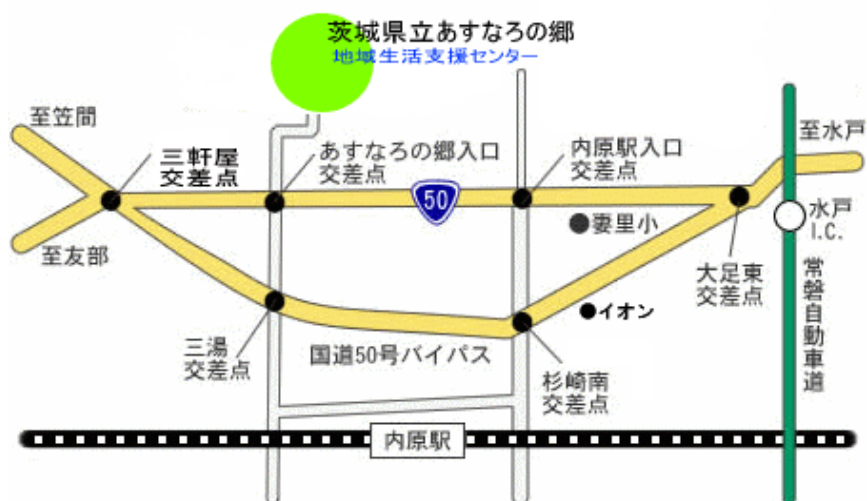 茨城県立あすなろの郷
地域生活支援センター
至笠間
三軒屋
交差点
あすなろの郷入口
交差点
内原駅入口
交差点
至水戸
50
妻里小
水戸
I.C.
至友部
大足東
交差点
常磐自動車道
イオン
三湯
交差点
国道50号バイパス
杉崎南
交差点
内原駅